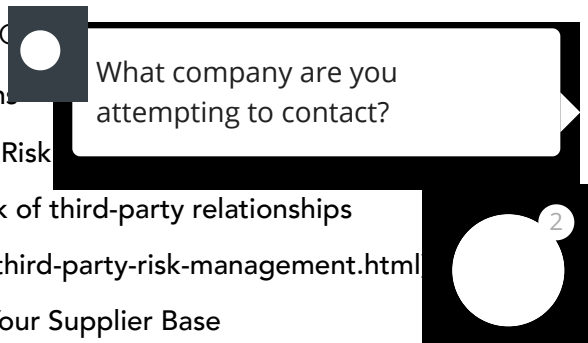 What company are you
attempting to contact?
Risk
of third-party relationships
2
third-party-risk-management.html
our Supplier Base